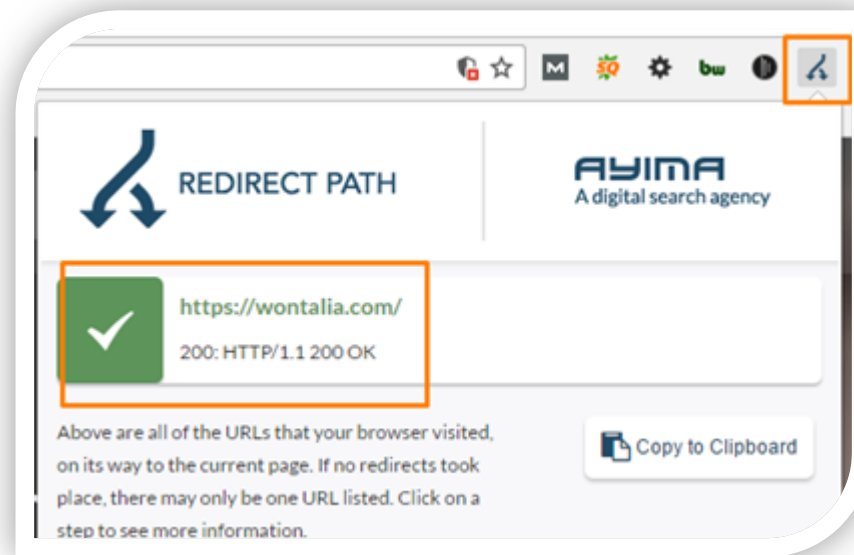 M
SQ
bw
REDIRECT PATH
AYIMA
A digital search agency
https://wontalia.com/
200: HTTP/1.1 200 OK
Above are all of the URLs that your browser visited,
on its way to the current page. If no redirects took
place, there may only be one URL listed. Click on a
step to see more information.
Copy to Clipboard